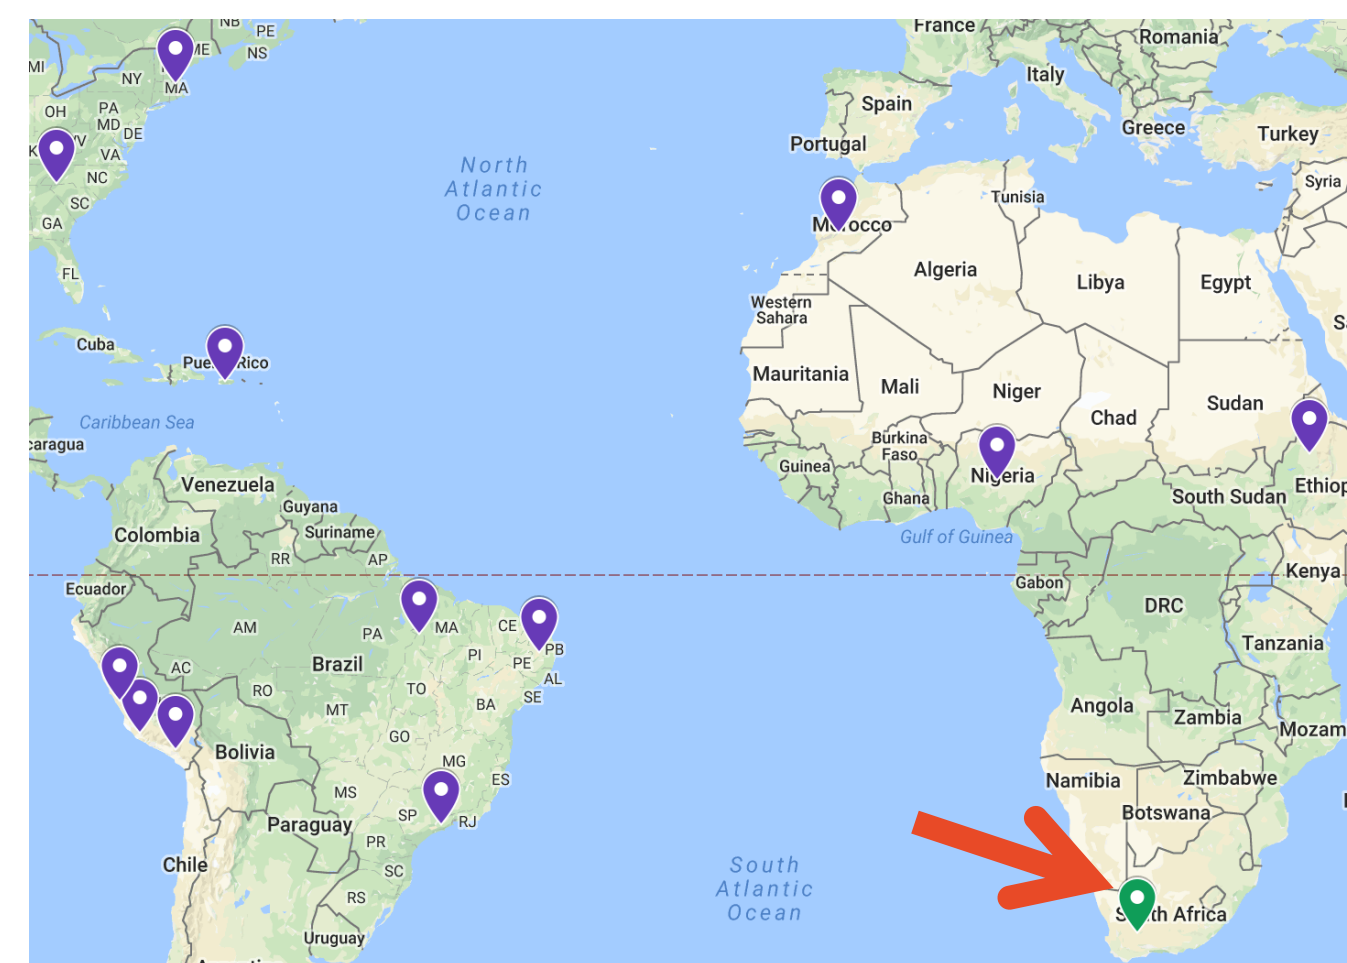 France
Romania
Italy
Spain
Portugal
Greece
Turkey
Syria
Tunisia
Algeria
Libya
Egypt
Western
Sahara
Mauritania
Mali
Niger
Chad
Sudan
Burkina
Faso
Guinea
Ghana
Nigeria
South Sudan
Ethiop
Gulf of Guinea
Gabon
DRC
Kenya
Tanzania
Angola
Zambia
Mozam
Namibia
Zimbabwe
Botswana
NB
PE
ME
NS
MI
NY
MA
OH
PA
MD
DE
VA
NC
SC
GA
FL
North
Atlantic
Ocean
Cuba
Caribbean Sea
caragua
Venezuela
Guyana
Colombia
Suriname
RR
AP
Ecuador
AM
PA
MA
CE
PB
PI
PE
AL
SE
AC
Brazil
TO
BA
RO
MT
GO
Bolivia
MG
ES
MS
SP
RJ
Paraguay
PR
Chile
SC
RS
Uruguay
South
Atlantic
Ocean